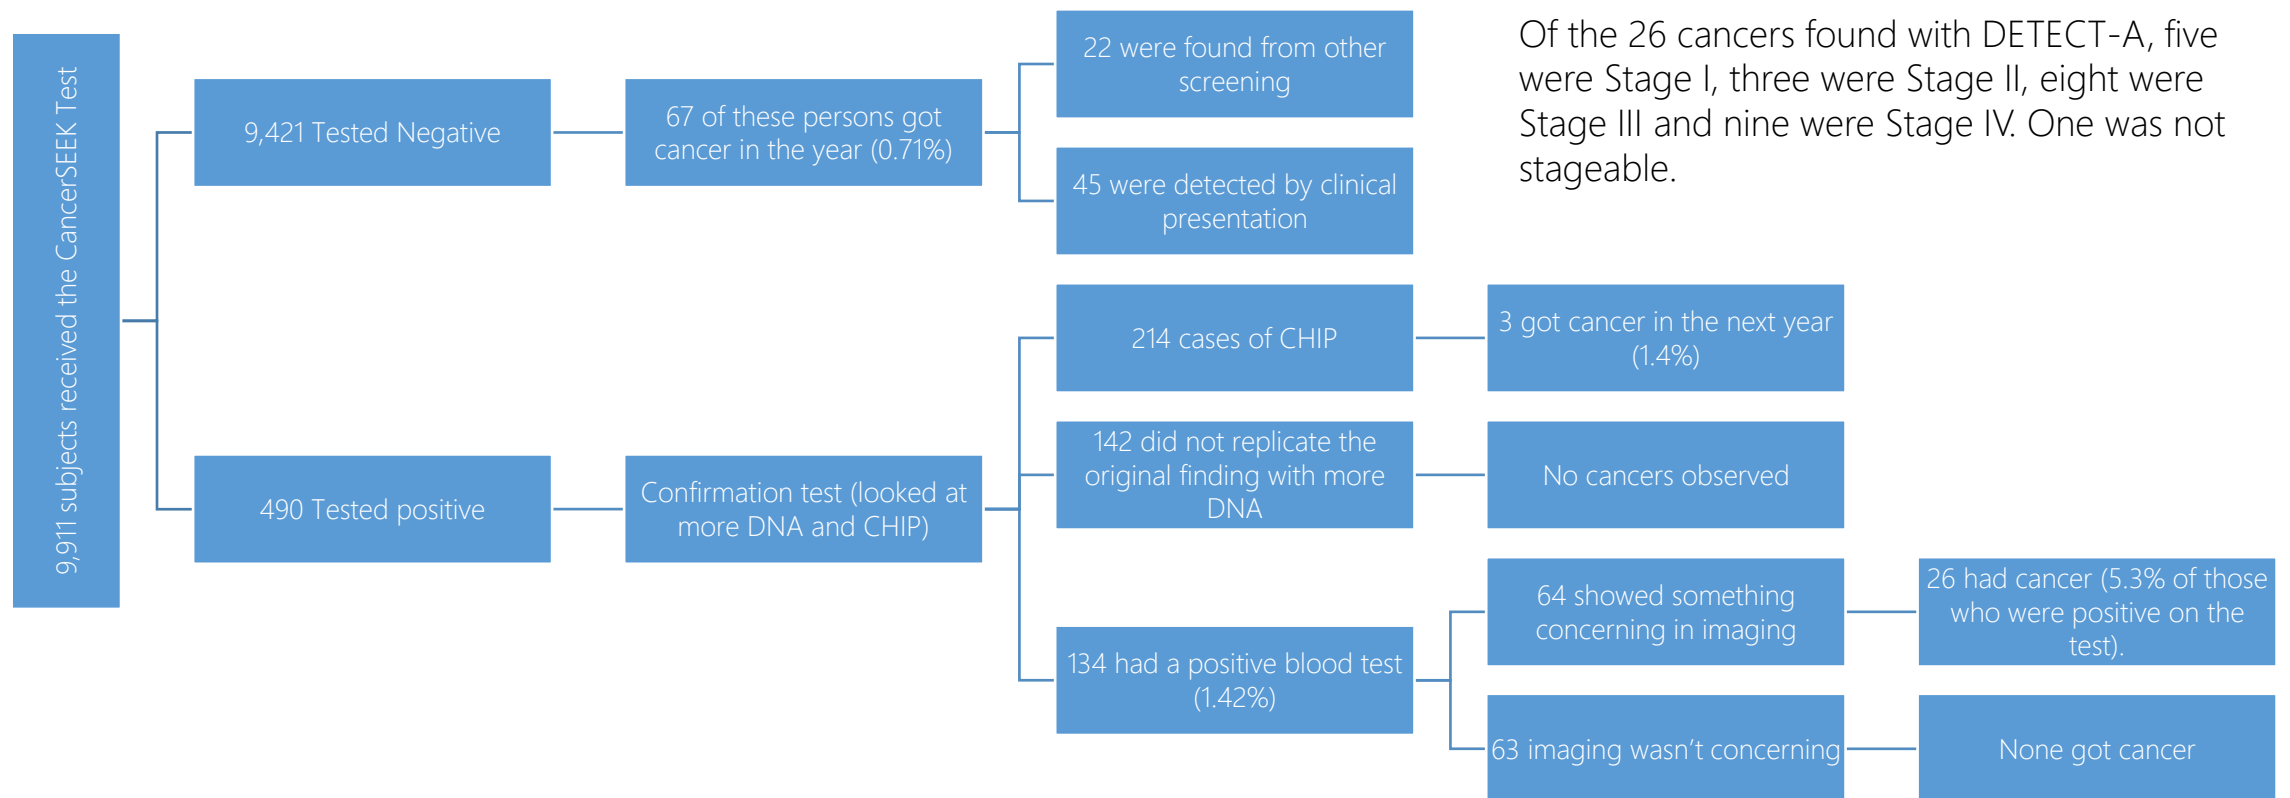 9,911 subjects received the CancerSEEK Test
9,421 Tested Negative
67 of these persons got
cancer in the year (0.71%)
22 were found from other
screening
45 were detected by clinical
presentation
Of the 26 cancers found with DETECT-A, five
were Stage I, three were Stage II, eight were
Stage III and nine were Stage IV. One was not
stageable.
490 Tested positive
Confirmation test (looked at
more DNA and CHIP)
214 cases of CHIP
3 got cancer in the next year
(1.4%)
142 did not replicate the
original finding with more
DNA
No cancers observed
134 had a positive blood test
(1.42%)
64 showed something
concerning in imaging
26 had cancer (5.3% of those
who were positive on the
test).
63 imaging wasn't concerning
None got cancer